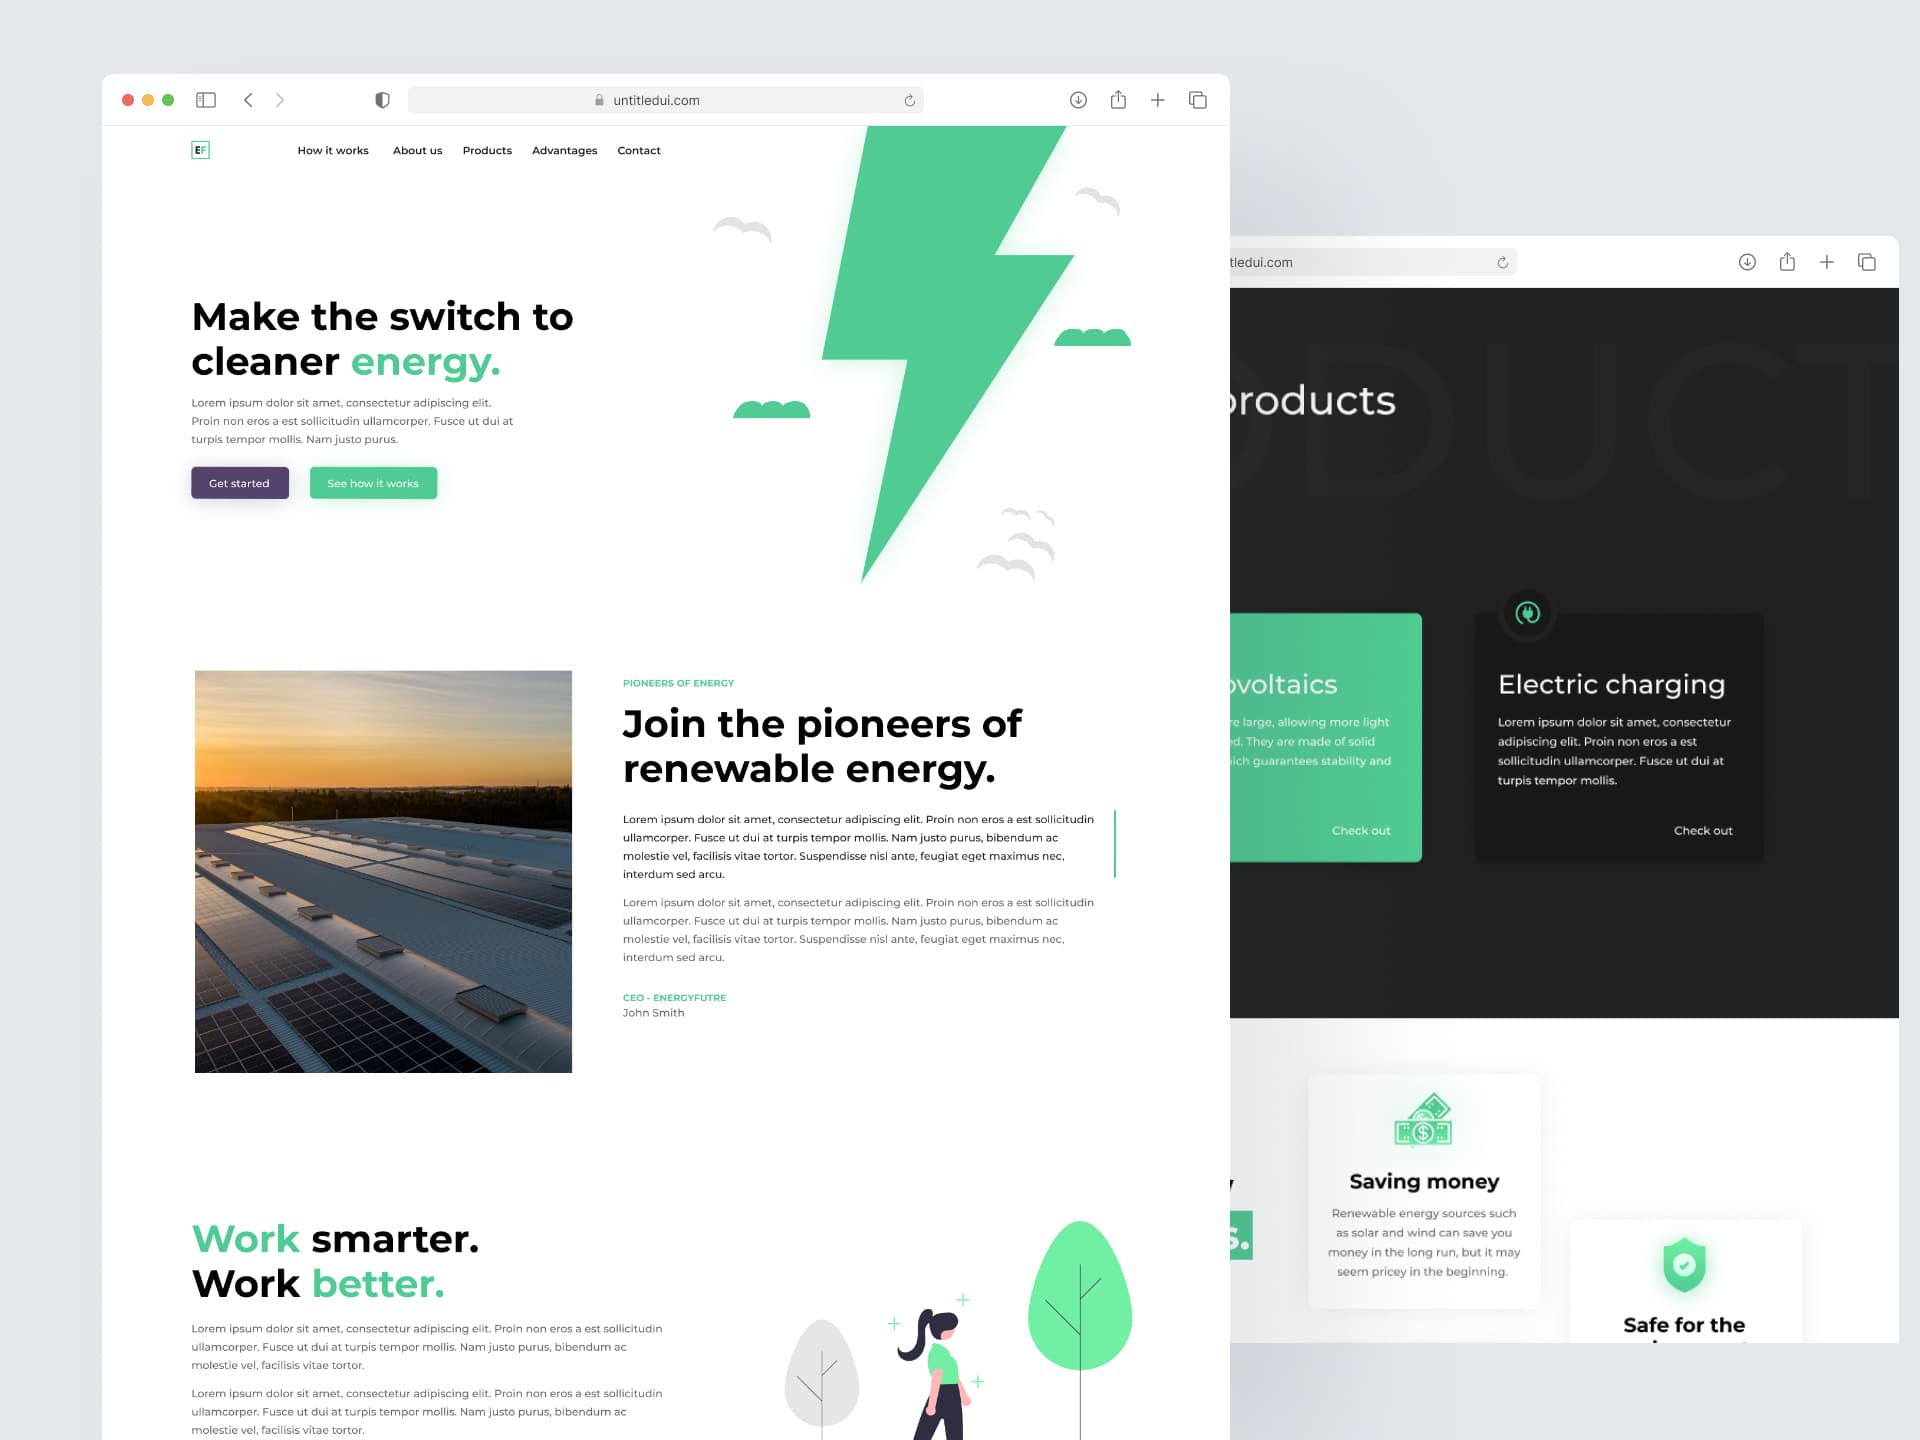 untitledui.com
EF
How it works About us Products Advantages Contact
Make the switch to
cleaner energy.
Lorem ipsum dolor sit amet, consectetur adipiscing elit.
Proin non eros a est sollicitudin ullamcorper. Fusce ut dui at
turpis tempor mollis. Nam justo purus.
Get started See how it works
PIONEERS OF ENERGY
Join the pioneers of
renewable energy.
Lorem ipsum dolor sit amet, consectetur adipiscing elit. Proin non eros a est sollicitudin
ullamcorper. Fusce ut dui at turpis tempor mollis. Nam justo purus, bibendum ac
molestie vel, facilisis vitae tortor. Suspendisse nisl ante, feugiat eget maximus nec,
interdum sed arcu.
Lorem ipsum dolor sit amet, consectetur adipiscing elit. Proin non eros a est sollicitudin
ullamcorper. Fusce ut dui at turpis tempor mollis. Nam justo purus, bibendum ac
molestie vel, facilisis vitae tortor. Suspendisse nisl ante, feugiat eget maximus nec,
interdum sed arcu.
CEO - ENERGYFUTRE
John Smith
Work smarter.
Work better.
Lorem ipsum dolor sit amet, consectetur adipiscing elit. Proin non eros a est sollicitudin
ullamcorper. Fusce ut dui at turpis tempor mollis. Nam justo purus, bibendum ac
molestie vel, facilisis vitae tortor.
Lorem ipsum dolor sit amet, consectetur adipiscing elit. Proin non eros a est sollicitudin
ullamcorper. Fusce ut dui at turpis tempor mollis. Nam justo purus, bibendum ac
molestie vel, facilisis vitae tortor.
tledui.com
ODUCT
products
ovoltaics
re large, allowing more light
ed. They are made of solid
ich guarantees stability and
Check out
Electric charging
Lorem ipsum dolor sit amet, consectetur
adipiscing elit. Proin non eros a est
sollicitudin ullamcorper. Fusce ut dui at
turpis tempor mollis.
Check out
s.
Saving money
Renewable energy sources such
as solar and wind can save you
money in the long run, but it may
seem pricey in the beginning.
Safe for the